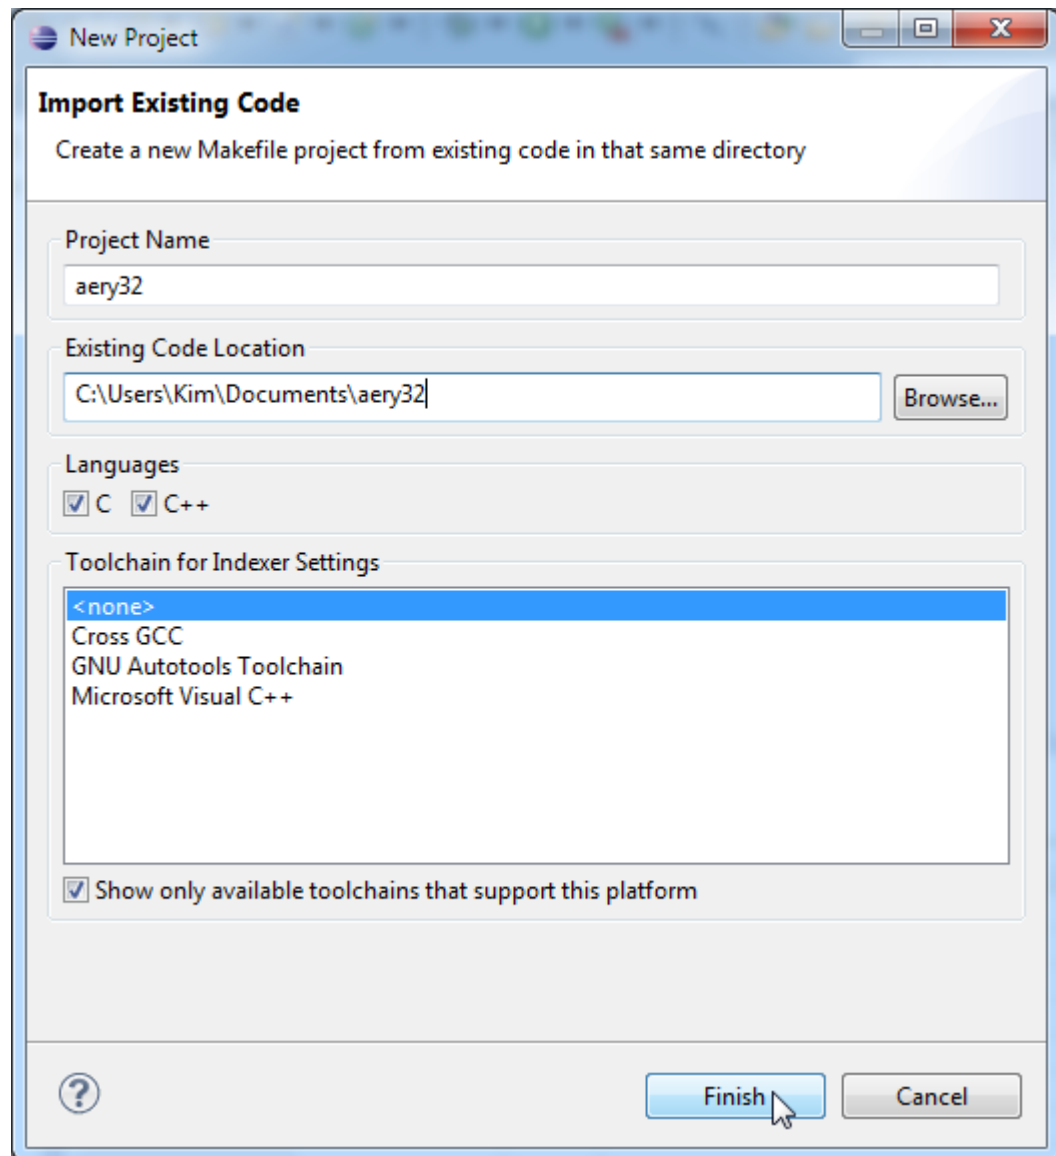 New Project
Import Existing Code
Create a new Makefile project from existing code in that same directory
Project Name
aery32
Existing Code Location
C:\Users\Kim\Documents\aery32
Browse...
Languages
C C++
Toolchain for Indexer Settings
<none>
Cross GCC
GNU Autotools Toolchain
Microsoft Visual C++
Show only available toolchains that support this platform
? Finish Cancel